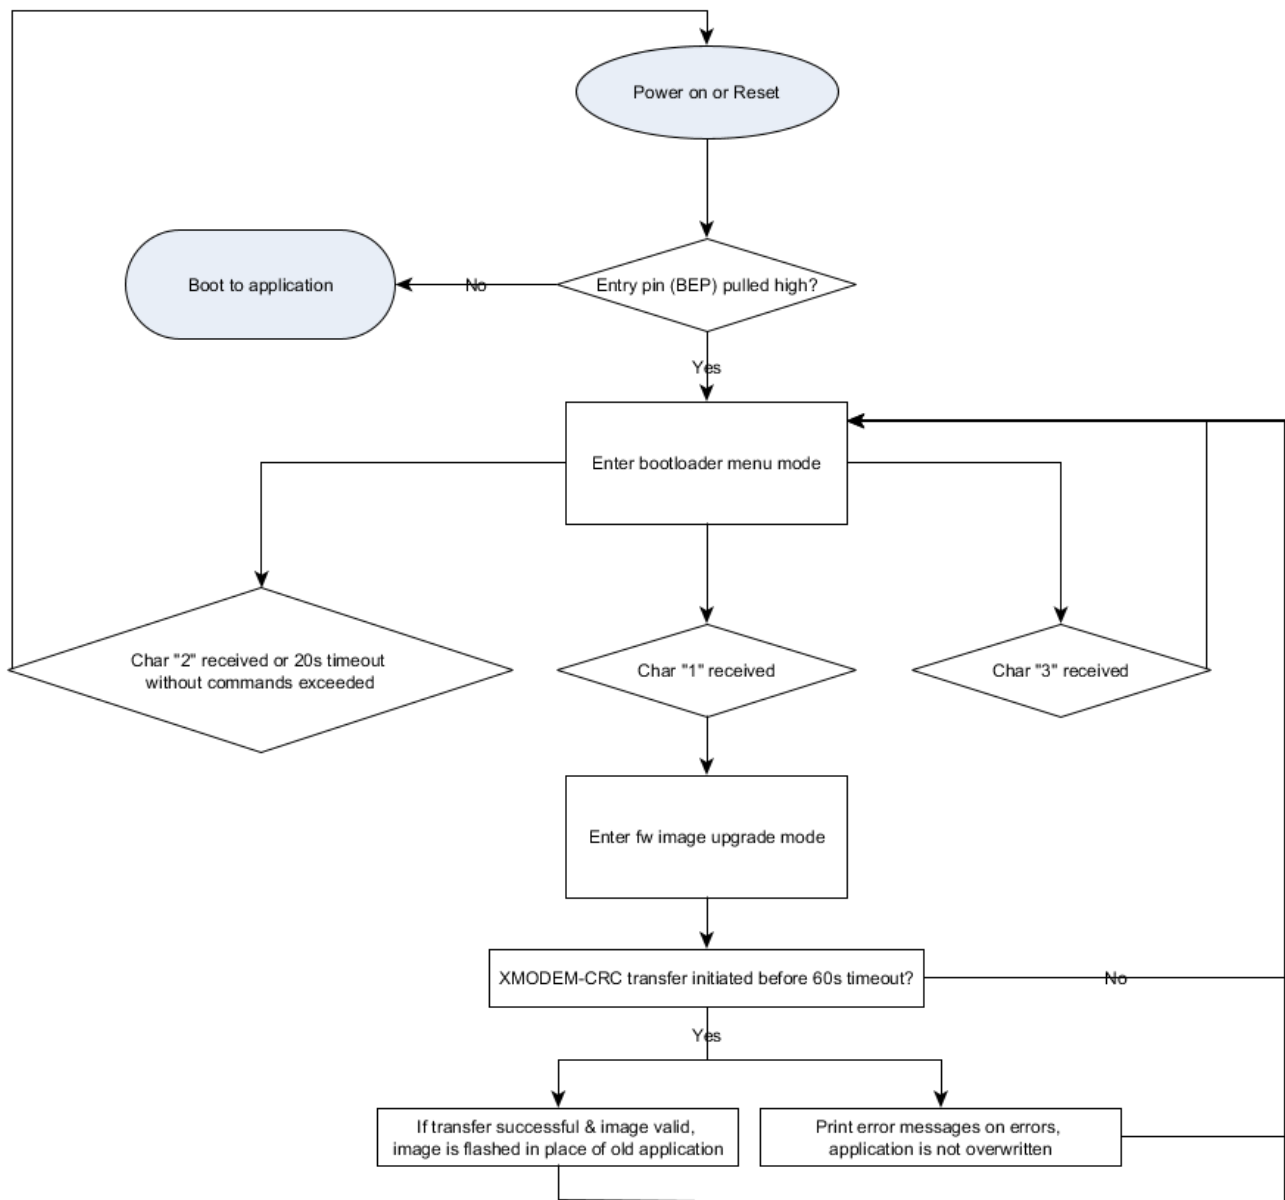 Power on or Reset
Boot to application
No
Entry pin (BEP) pulled high?
Yes
Enter bootloader menu mode
Char "2" received or 20s timeout
without commands exceeded
Char "1" received
Char "3" received
Enter fw image upgrade mode
XMODEM-CRC transfer initiated before 60s timeout?
No
Yes
If transfer successful & image valid,
image is flashed in place of old application
Print error messages on errors,
application is not overwritten